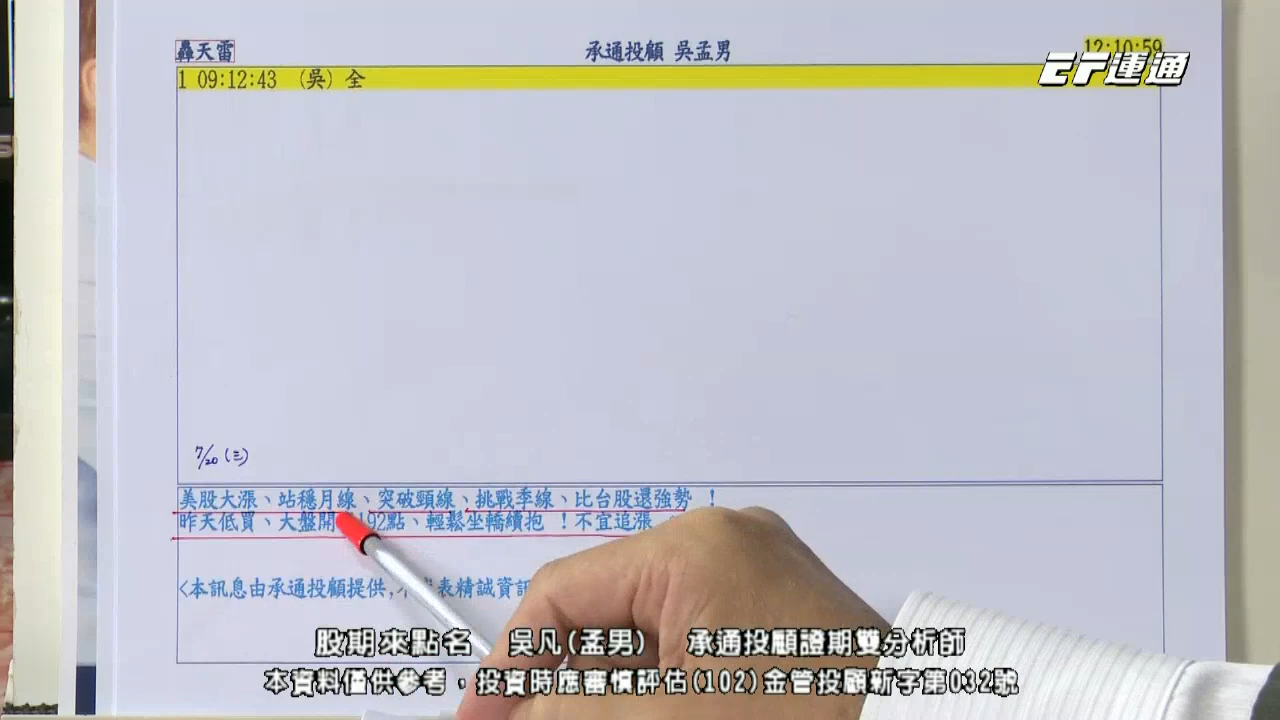 轟天雷 承通投顧 吳孟男 12:10:59
EF運通
1 09:12:43 (吳) 全
7/20 (三)
美股大漲、站穩月線、突破頸線、挑戰季線、比台股還強勢 !
昨天低買、大盤開 192點、輕鬆坐轎續抱 !不宜追漲
<本訊息由承通投顧提供, 表精誠資訊
股期來點名 吳凡(孟男) 承通投顧證期雙分析師
本資料僅供參考,投資時應審慎評估(102)金管投顧新字第032號